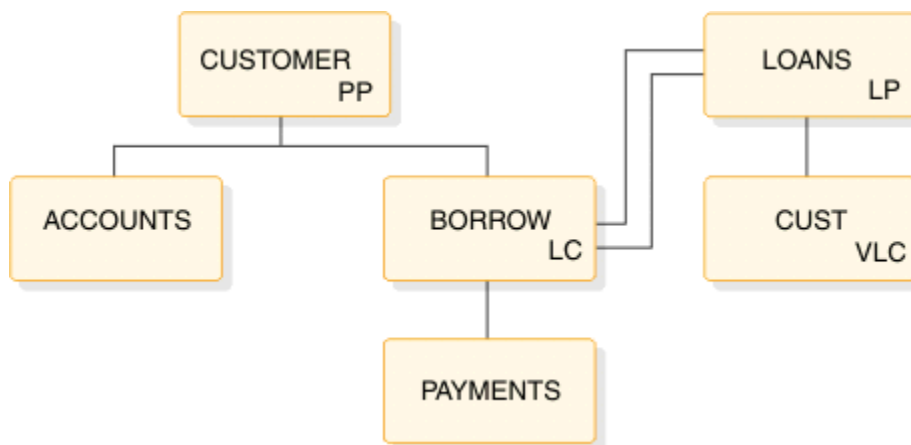 CUSTOMER
PP
LOANS
LP
ACCOUNTS
BORROW
LC
CUST
VLC
PAYMENTS